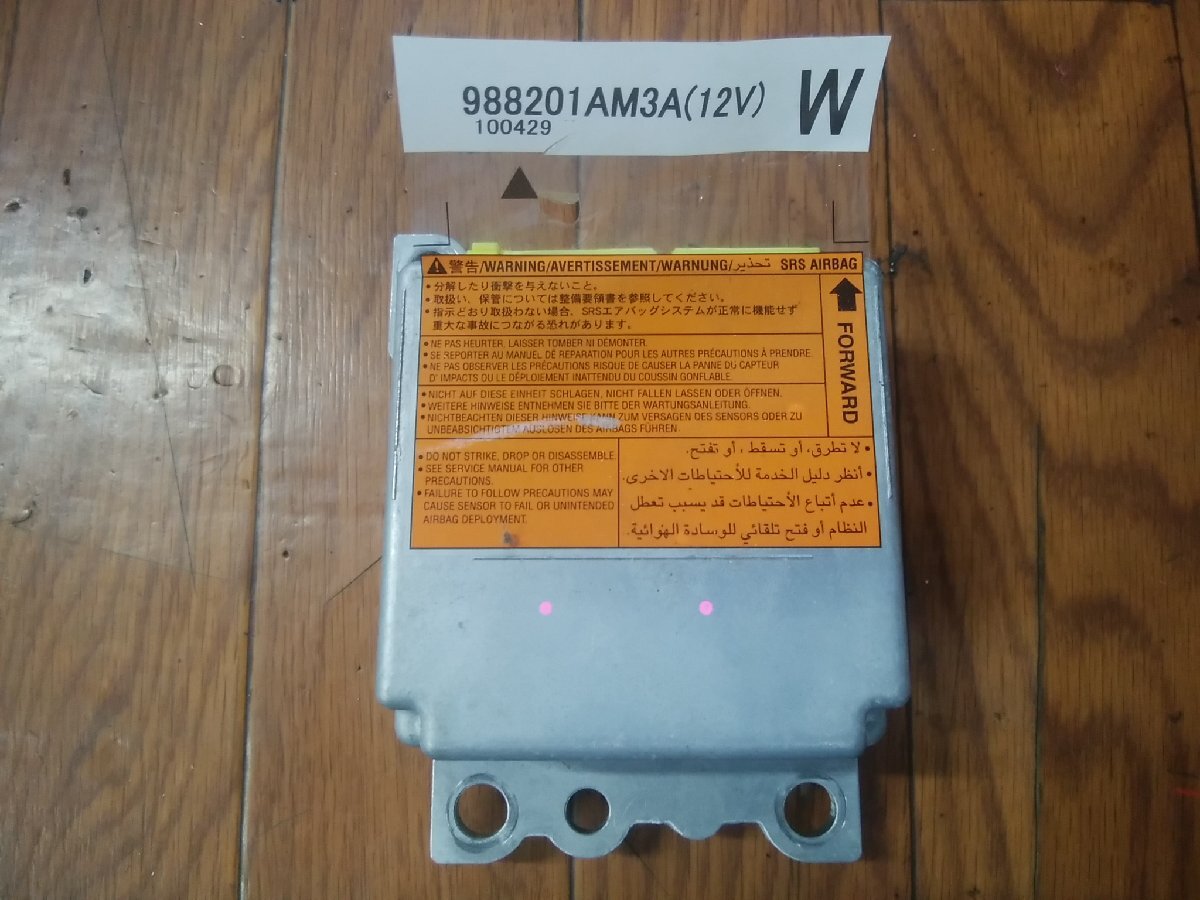 988201AM3A(12V) W
100429
警告/WARNING/AVERTISSEMENT/WARNUNG/تحذير SRS AIRBAG
• 分解したり衝撃を与えないこと。
• 取扱い、保管については整備要領書を参照してください。
• 指示どおり取扱わない場合、SRSエアバッグシステムが正常に機能せず
重大な事故につながる恐れがあります。
FORWARD
• NE PAS HEURTER, LAISSER TOMBER NI DÉMONTER.
• SE REPORTER AU MANUEL DE RÉPARATION POUR LES AUTRES PRÉCAUTIONS À PRENDRE.
• NE PAS OBSERVER LES PRÉCAUTIONS RISQUE DE CAUSER LA PANNE DU CAPTEUR
D'IMPACTS OU LE DÉPLOIEMENT INATTENDU DU COUSSIN GONFLABLE.
• NICHT AUF DIESE EINHEIT SCHLAGEN, NICHT FALLEN LASSEN ODER ÖFFNEN.
• WEITERE HINWEISE ENTNEHMEN SIE BITTE DER WARTUNGSANLEITUNG.
• NICHTBEACHTEN DIESER HINWEISE KANN ZUM VERSAGEN DES SENSORS ODER ZU
UNBEABSICHTIGTEM AUSLÖSEN DES AIRBAGS FÜHREN.
• DO NOT STRIKE, DROP OR DISASSEMBLE.
• SEE SERVICE MANUAL FOR OTHER
PRECAUTIONS.
• FAILURE TO FOLLOW PRECAUTIONS MAY
CAUSE SENSOR TO FAIL OR UNINTENDED
AIRBAG DEPLOYMENT.
• لا تطرق، أو تسقط ، أو تفتح.
• أنظر دليل الخدمة للأحتياطات الاخرى.
• عدم أتباع الأحتياطات قد يسبب تعطل
النظام أو فتح تلقائي للوسادة الهوائية.